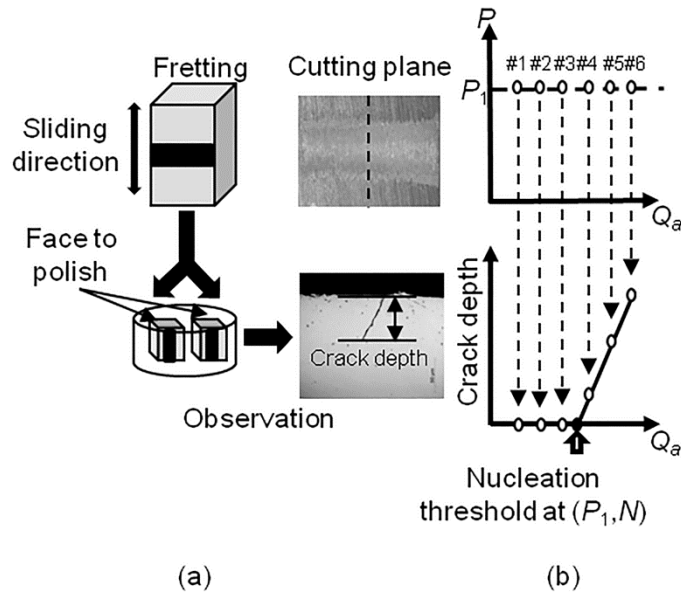 Fretting
Sliding
direction
Face to
polish
Cutting plane
Crack depth
Observation
(a)
P
#1 #2 #3 #4 #5 #6
P1
Qa
Crack depth
Qa
Nucleation
threshold at (P1,N)
(b)